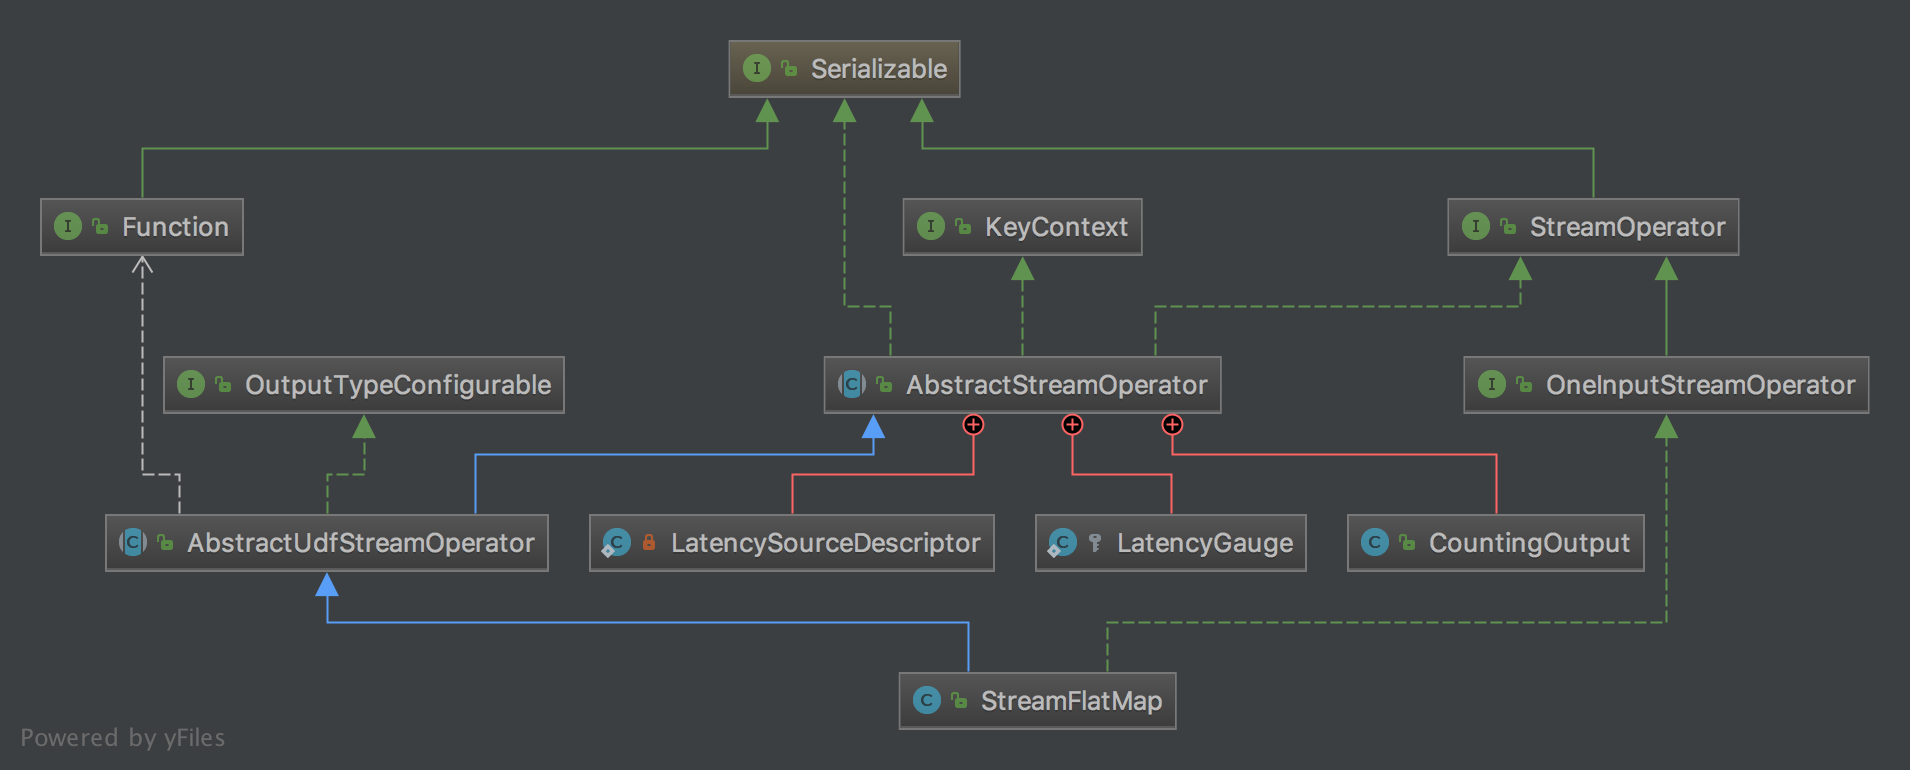 Serializable
Function
KeyContext
StreamOperator
OutputTypeConfigurable
AbstractStreamOperator
OneInputStreamOperator
AbstractUdfStreamOperator
LatencySourceDescriptor
LatencyGauge
CountingOutput
StreamFlatMap
Powered by yFiles